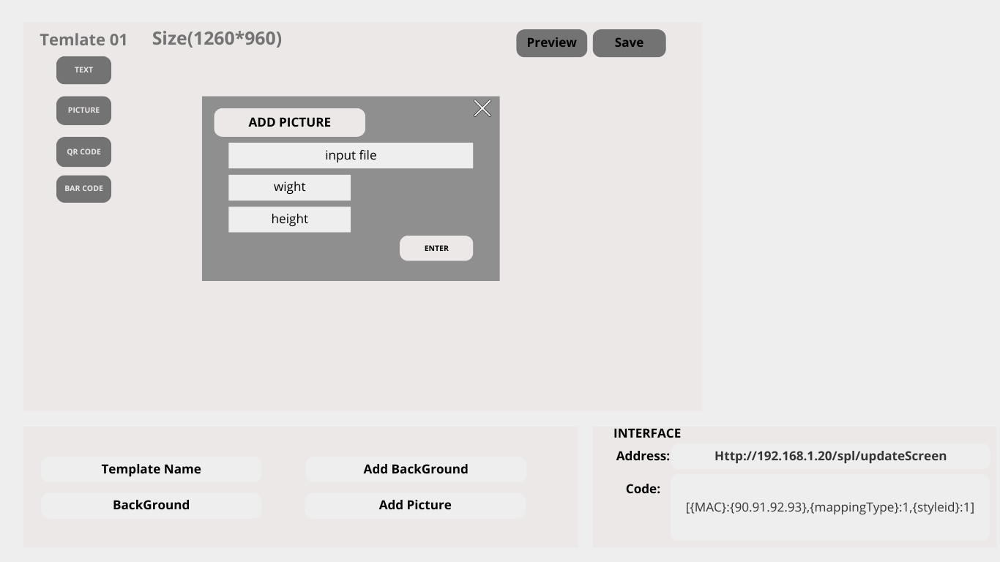 Temlate 01 Size(1260*960)
Preview Save
TEXT
PICTURE
QR CODE
BAR CODE
ADD PICTURE
input file
wight
height
ENTER
Template Name Add BackGround
BackGround Add Picture
INTERFACE
Address: Http://192.168.1.20/spl/updateScreen
Code: [{MAC}:{90.91.92.93},{mappingType}:1,{styleid}:1]